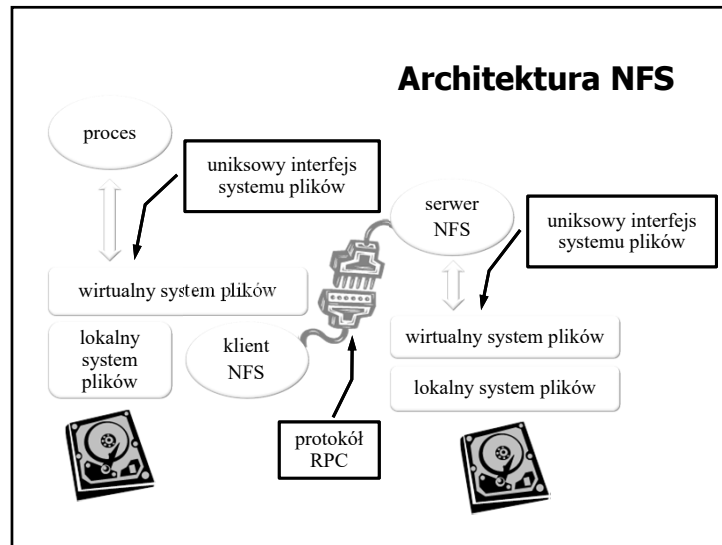 Architektura NFS
proces
uniksowy interfejs
systemu plików
serwer
NFS
uniksowy interfejs
systemu plików
wirtualny system plików
lokalny
system
plików
klient
NFS
wirtualny system plików
lokalny system plików
protokół
RPC